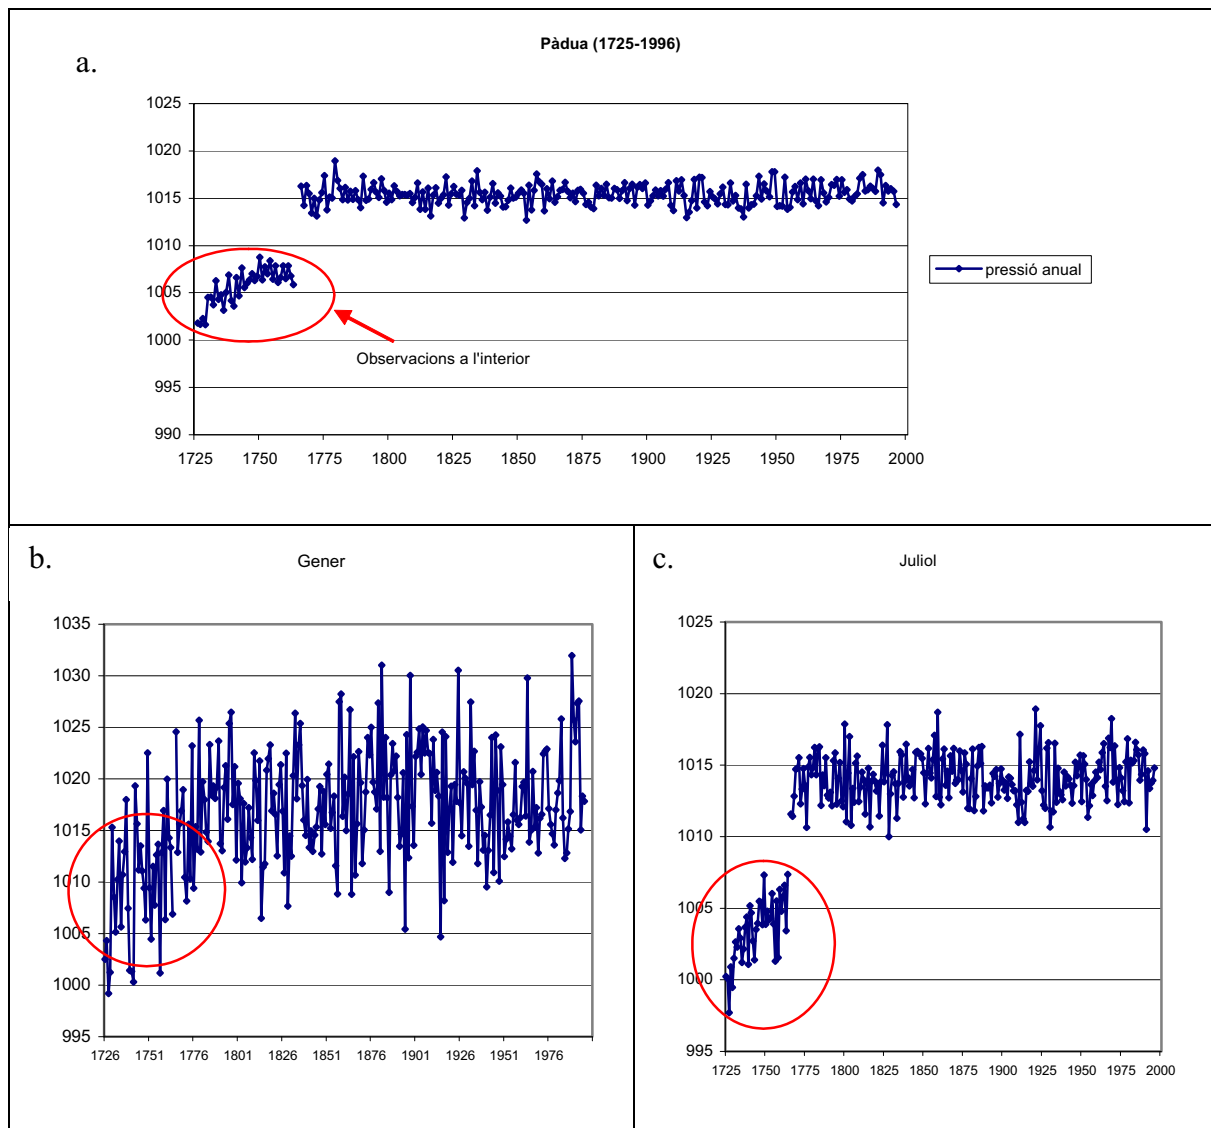 Pàdua (1725-1996)
a.
1025
1020
1015
1010
1005
1000
995
990
1725 1750 1775 1800 1825 1850 1875 1900 1925 1950 1975 2000
pressió anual
Observacions a l'interior
b.
Gener
1035
1030
1025
1020
1015
1010
1005
1000
995
1726 1751 1776 1801 1826 1851 1876 1901 1926 1951 1976
c.
Juliol
1025
1020
1015
1010
1005
1000
995
1725 1750 1775 1800 1825 1850 1875 1900 1925 1950 1975 2000